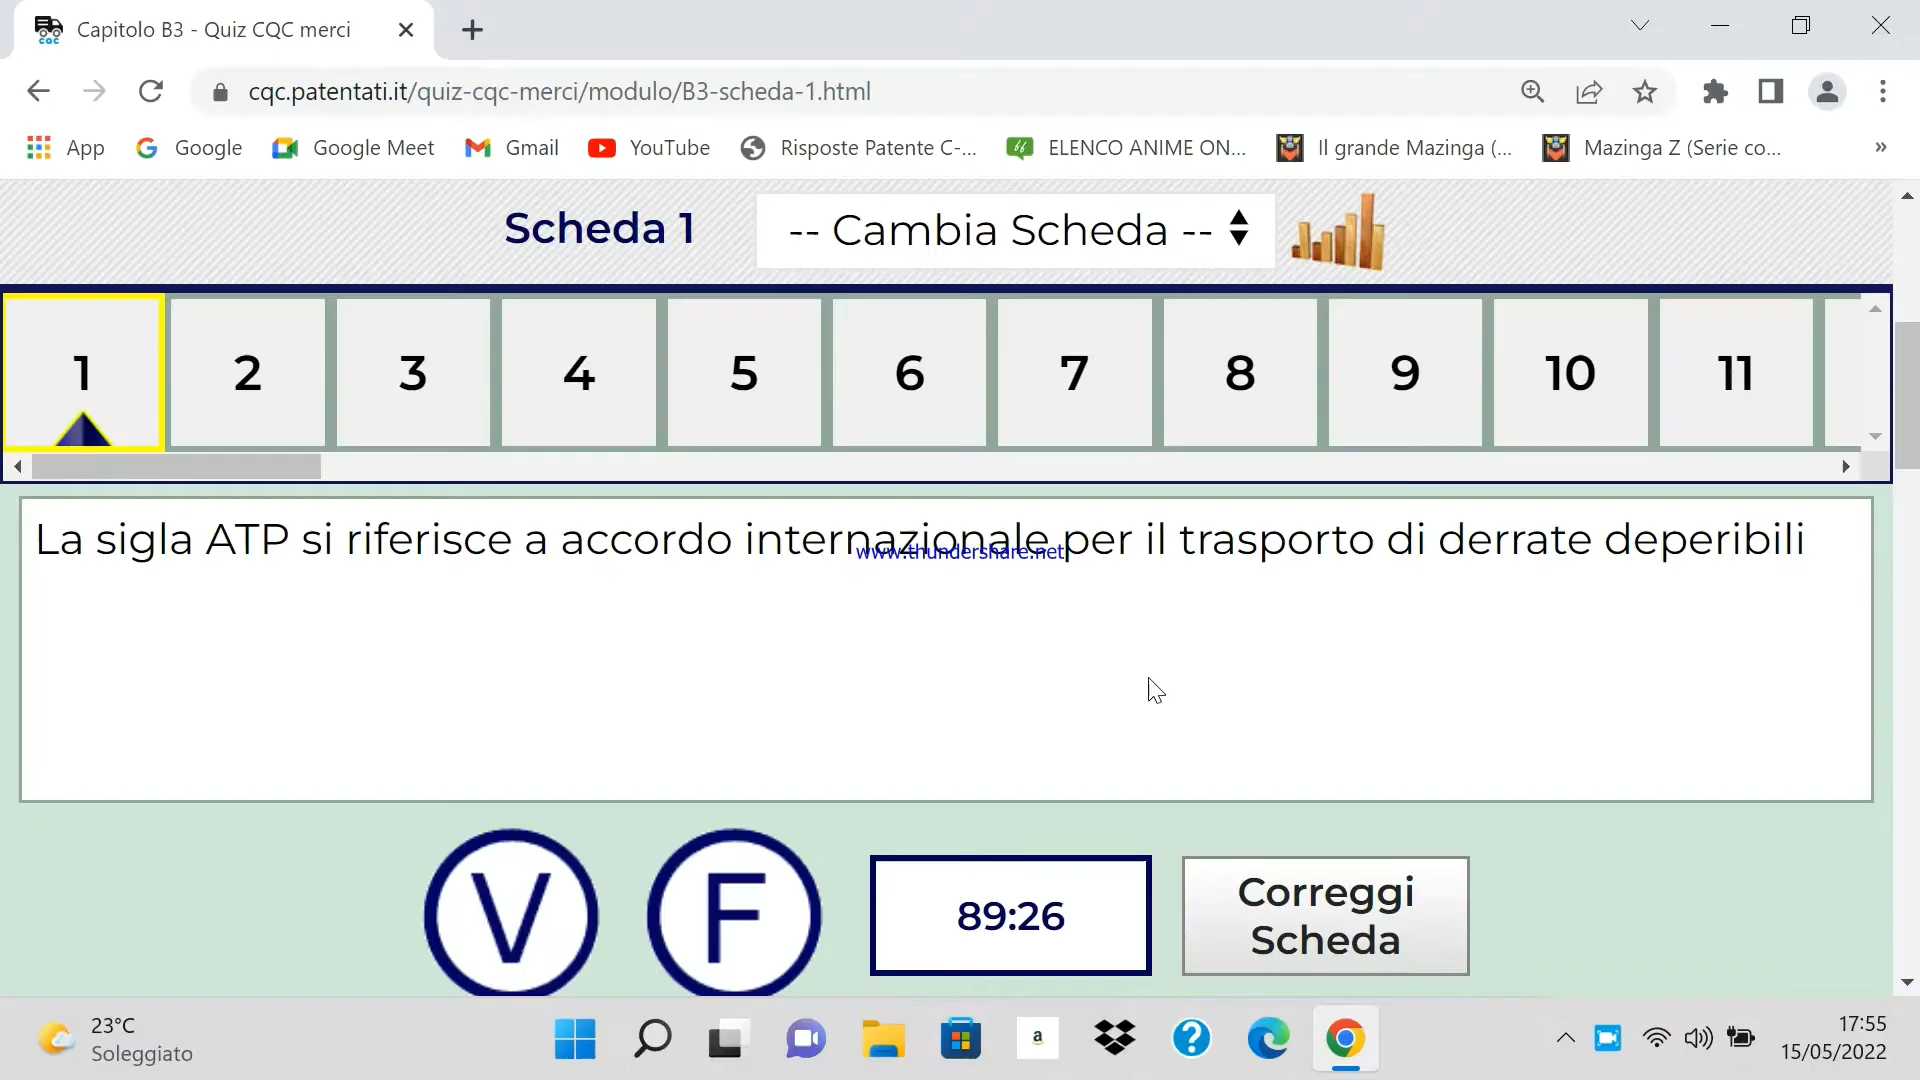 Capitolo B3 - Quiz CQC merci
cqc.patentati.it/quiz-cqc-merci/modulo/B3-scheda-1.html
App Google Google Meet Gmail YouTube Risposte Patente C-... ELENCO ANIME ON... Il grande Mazinga (... Mazinga Z (Serie co... »
Scheda 1 -- Cambia Scheda --
1 2 3 4 5 6 7 8 9 10 11
La sigla ATP si riferisce a accordo internazionale per il trasporto di derrate deperibili
www.thundershare.net
V F 89:26 Correggi
Scheda
23°C
Soleggiato
17:55
15/05/2022